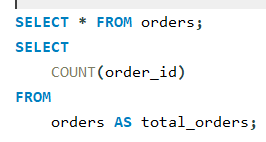 SELECT * FROM orders;
SELECT
COUNT(order_id)
FROM
orders AS total_orders;